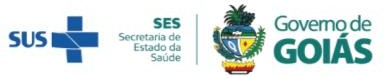 SUS
SES
Secretaria de
Estado da
Saúde
Governo de
GOIÁS